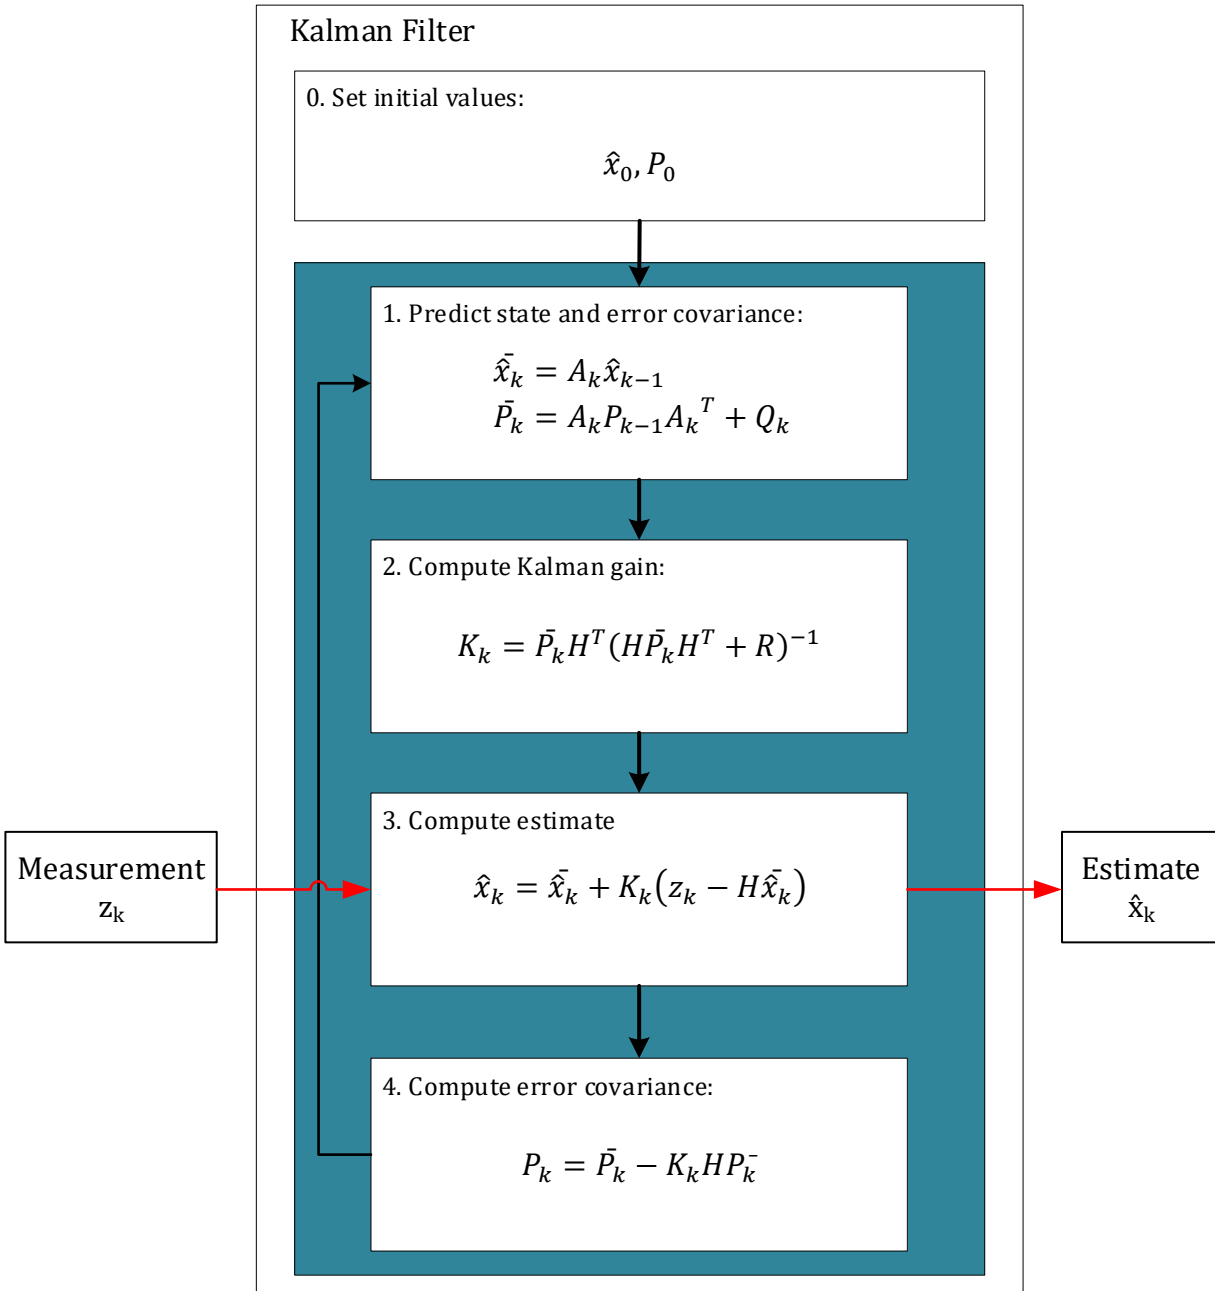 Kalman Filter
0. Set initial values:
x̂₀, P₀
1. Predict state and error covariance:
x̂̄ₖ = Aₖx̂ₖ₋₁
P̄ₖ = AₖPₖ₋₁Aₖᵀ + Qₖ
2. Compute Kalman gain:
Kₖ = P̄ₖHᵀ(HP̄ₖHᵀ + R)⁻¹
3. Compute estimate
x̂ₖ = x̂̄ₖ + Kₖ(zₖ − Hx̂̄ₖ)
Measurement
zₖ
Estimate
x̂ₖ
4. Compute error covariance:
Pₖ = P̄ₖ − KₖHPₖ⁻